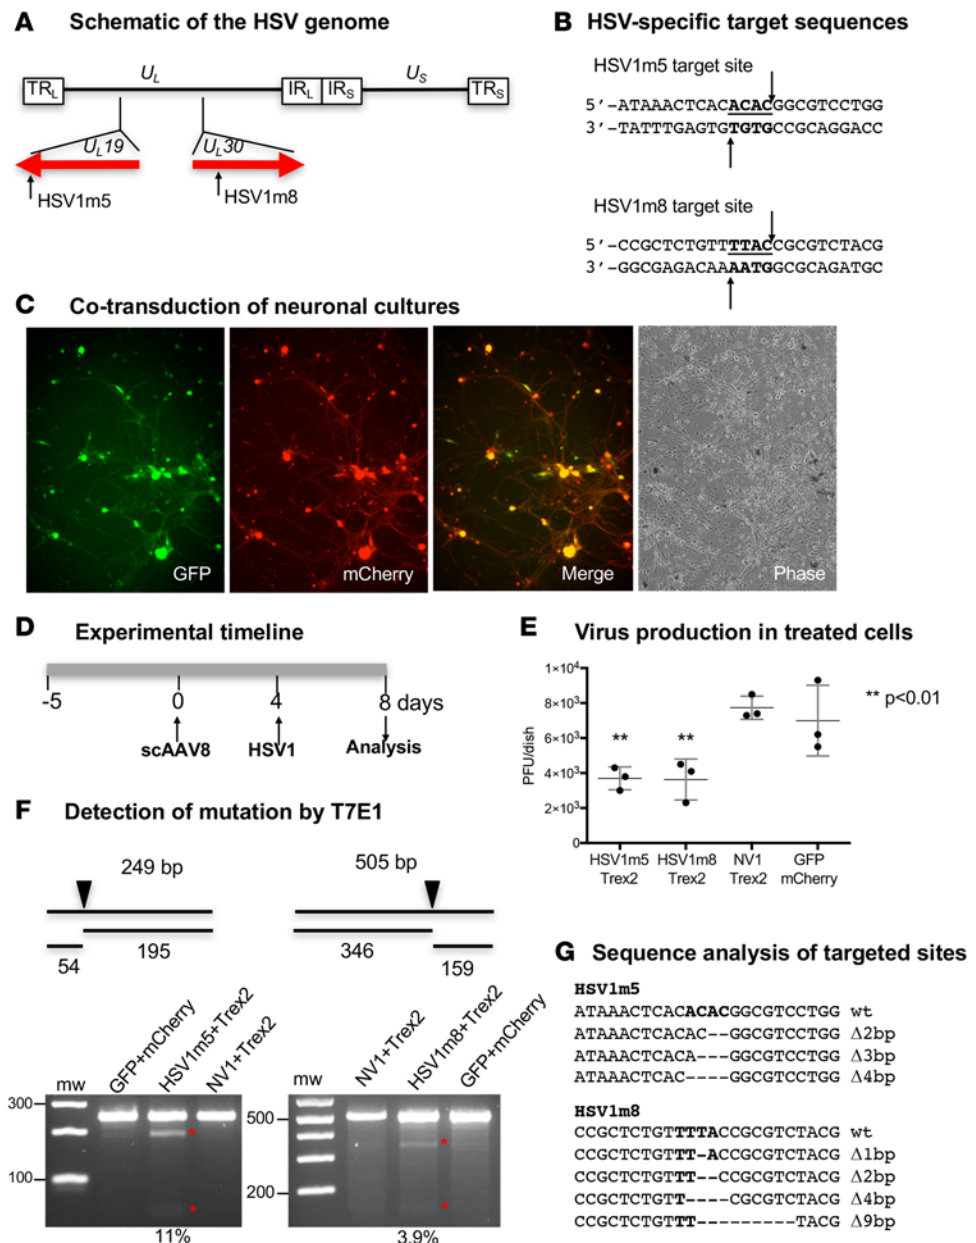 A Schematic of the HSV genome
TRL UL IRL IRS US TRS
UL19 UL30
HSV1m5 HSV1m8
B HSV-specific target sequences
HSV1m5 target site
5'-ATAAACTCACACACGGCGTCCTGG
3'-TATTTGAGTGTGTGCCGCAGGACC
HSV1m8 target site
5'-CCGCTCTGTTTTACCGCGTCTACG
3'-GGCGAGACAAAATGGCGCAGATGC
C Co-transduction of neuronal cultures
GFP mCherry Merge Phase
D Experimental timeline
-5 0 4 8 days
scAAV8 HSV1 Analysis
E Virus production in treated cells
1×10⁴
8×10³
6×10³
4×10³
2×10³
0
PFU/dish
** **
** p<0.01
HSV1m5 HSV1m8 NV1 GFP
Trex2 Trex2 Trex2 mCherry
F Detection of mutation by T7E1
249 bp 505 bp
54 195 346 159
mw GFP+mCherry HSV1m5+Trex2 NV1+Trex2
300
100
* *
11%
mw NV1+Trex2 HSV1m8+Trex2 GFP+mCherry
500
200
* *
3.9%
G Sequence analysis of targeted sites
HSV1m5
ATAAACTCACACACGGCGTCCTGG wt
ATAAACTCACAC--GGCGTCCTGG Δ2bp
ATAAACTCACA---GGCGTCCTGG Δ3bp
ATAAACTCAC----GGCGTCCTGG Δ4bp
HSV1m8
CCGCTCTGTTTTACCGCGTCTACG wt
CCGCTCTGTTT-ACCGCGTCTACG Δ1bp
CCGCTCTGTTT--CCGCGTCTACG Δ2bp
CCGCTCTGTT----CGCGTCTACG Δ4bp
CCGCTCTGTTT---------TACG Δ9bp